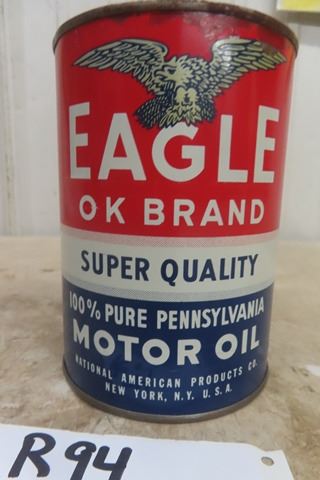 EAGLE
OK BRAND
SUPER QUALITY
100% PURE PENNSYLVANIA
MOTOR OIL
NATIONAL AMERICAN PRODUCTS CO.
NEW YORK, N.Y. U.S.A.
R94